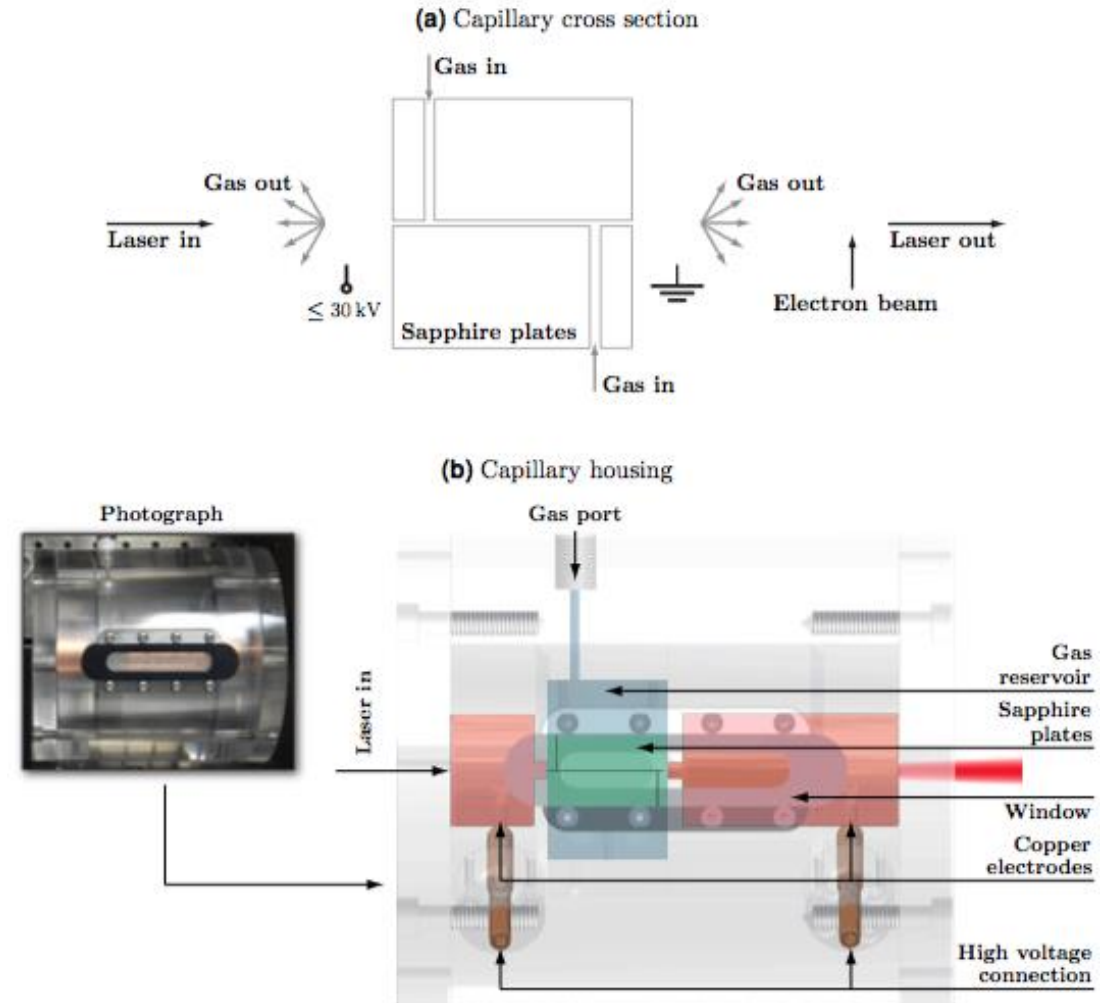 (a) Capillary cross section
Gas in
Gas out
Gas out
Laser in
Laser out
≤ 30 kV
Electron beam
Sapphire plates
Gas in
(b) Capillary housing
Photograph
Gas port
Laser in
Gas
reservoir
Sapphire
plates
Window
Copper
electrodes
High voltage
connection